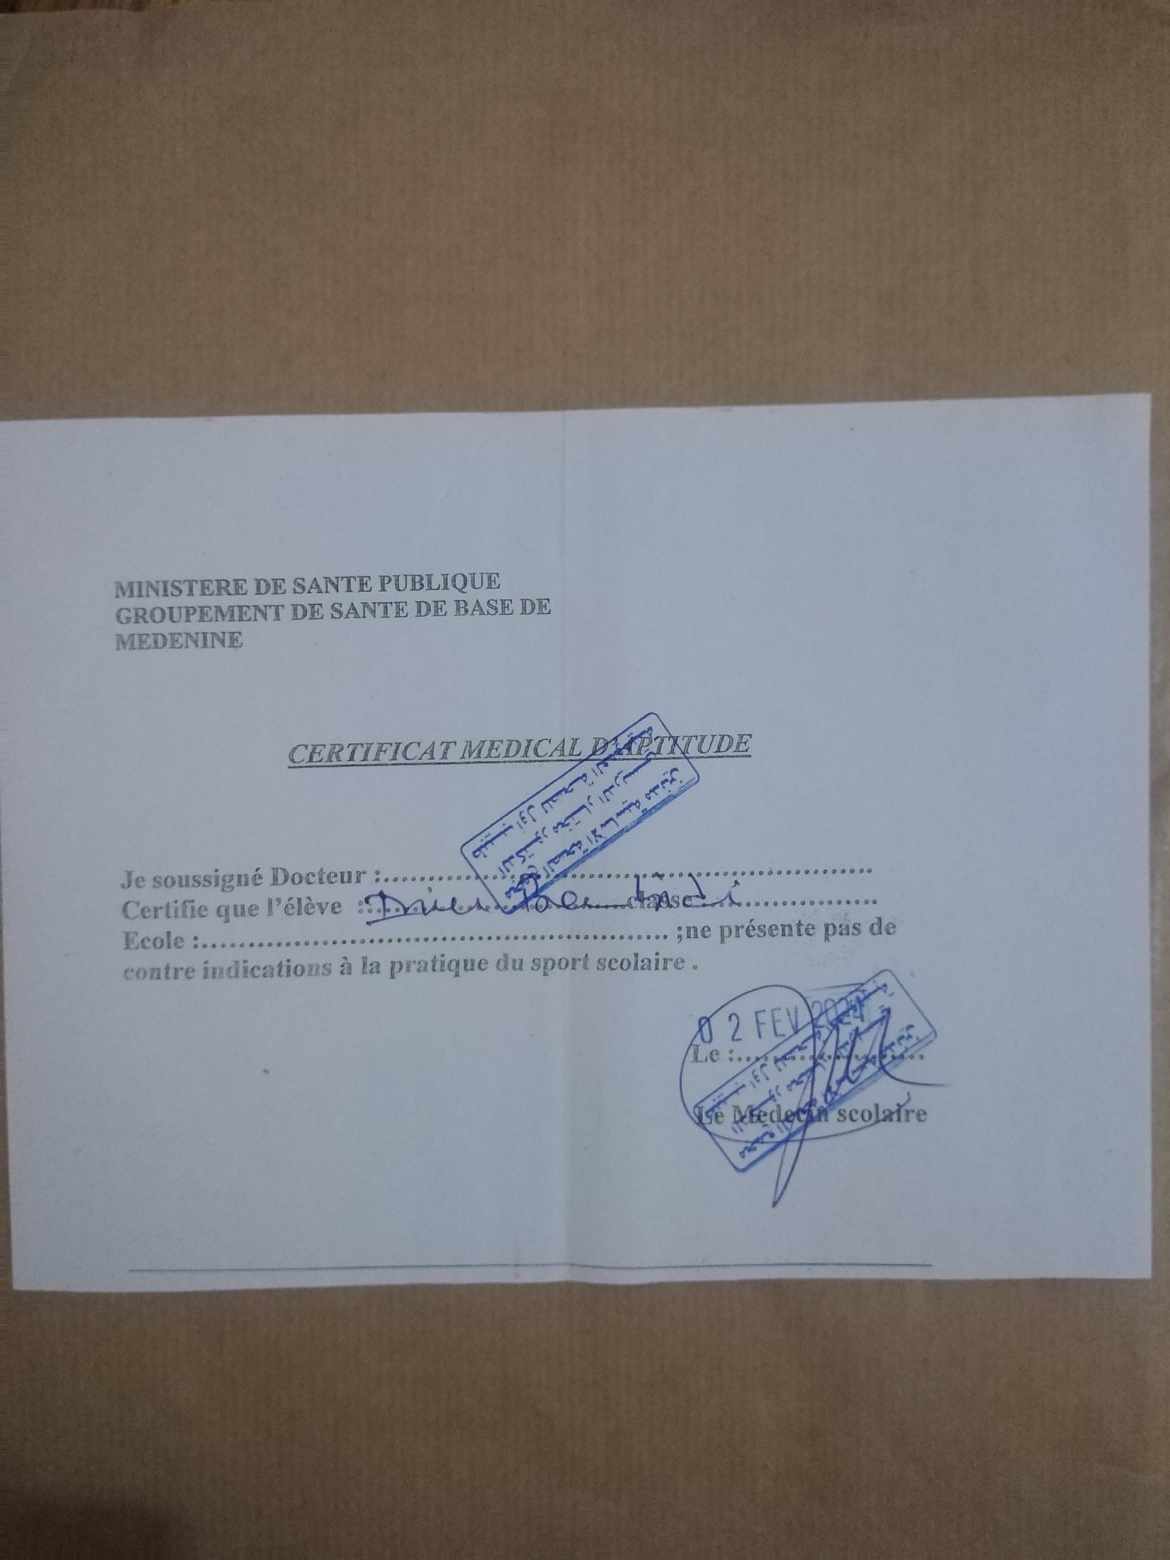 MINISTERE DE SANTE PUBLIQUE
GROUPEMENT DE SANTE DE BASE DE
MEDENINE
CERTIFICAT MEDICAL D'APTITUDE
Je soussigné Docteur :
Certifie que l'élève : classe :
Ecole : ;ne présente pas de
contre indications à la pratique du sport scolaire .
0 2 FEV
Le :
Le Medecin scolaire